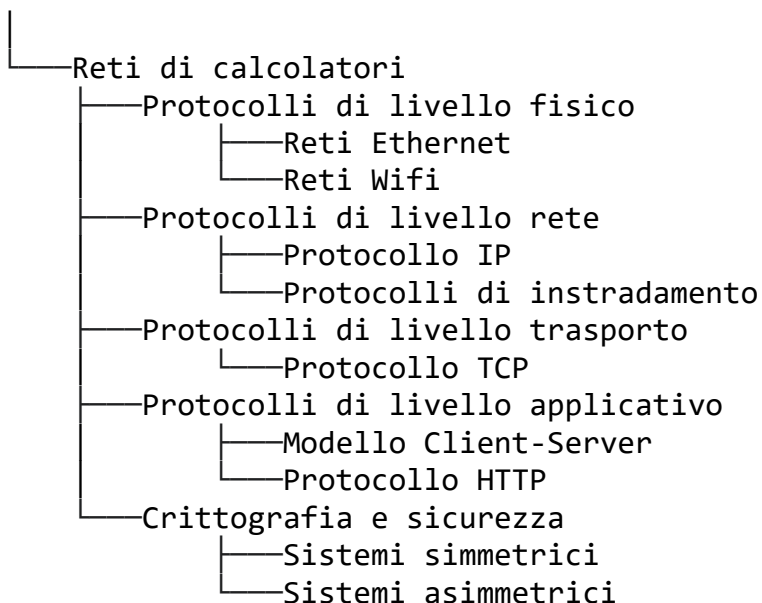 Reti di calcolatori
Protocolli di livello fisico
Reti Ethernet
Reti Wifi
Protocolli di livello rete
Protocollo IP
Protocolli di instradamento
Protocolli di livello trasporto
Protocollo TCP
Protocolli di livello applicativo
Modello Client-Server
Protocollo HTTP
Crittografia e sicurezza
Sistemi simmetrici
Sistemi asimmetrici